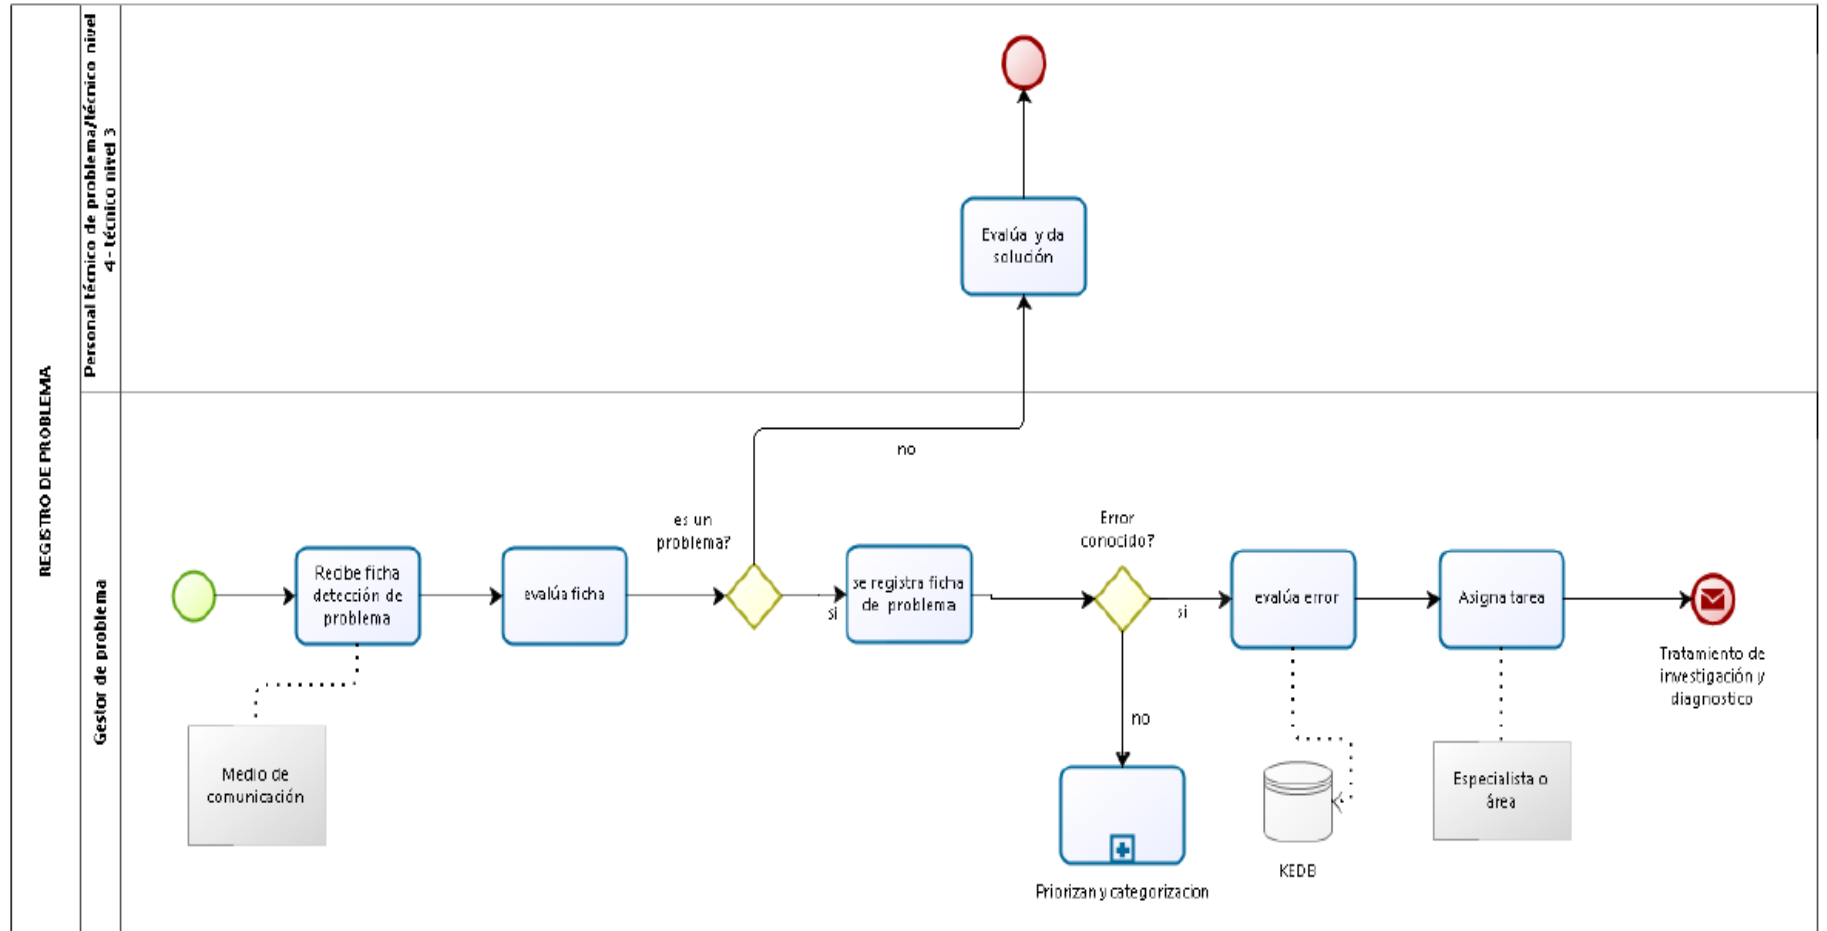 REGISTRO DE PROBLEMA
Personal técnico de problema/técnico nivel
4 - técnico nivel 3
Evalúa y da
solución
Gestor de problema
no
es un
problema?
Error
conocido?
Recibe ficha
detección de
problema
evalúa ficha
si
se registra ficha
de problema
si
evalúa error
Asigna tarea
Tratamiento de
investigación y
diagnostico
no
Medio de
comunicación
Especialista o
área
KEDB
Priorizan y categorizacion